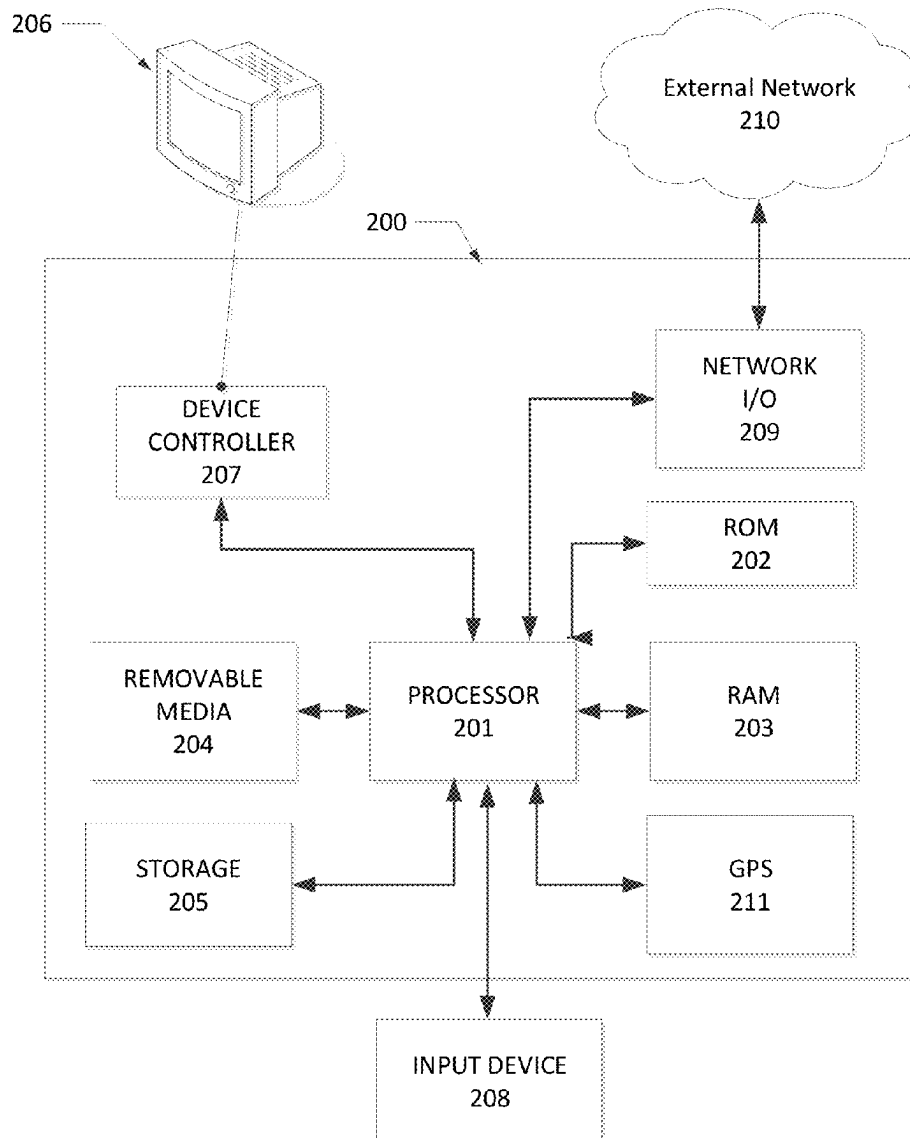 206
External Network
210
200
NETWORK
I/O
209
DEVICE
CONTROLLER
207
ROM
202
REMOVABLE
MEDIA
204
PROCESSOR
201
RAM
203
STORAGE
205
GPS
211
INPUT DEVICE
208